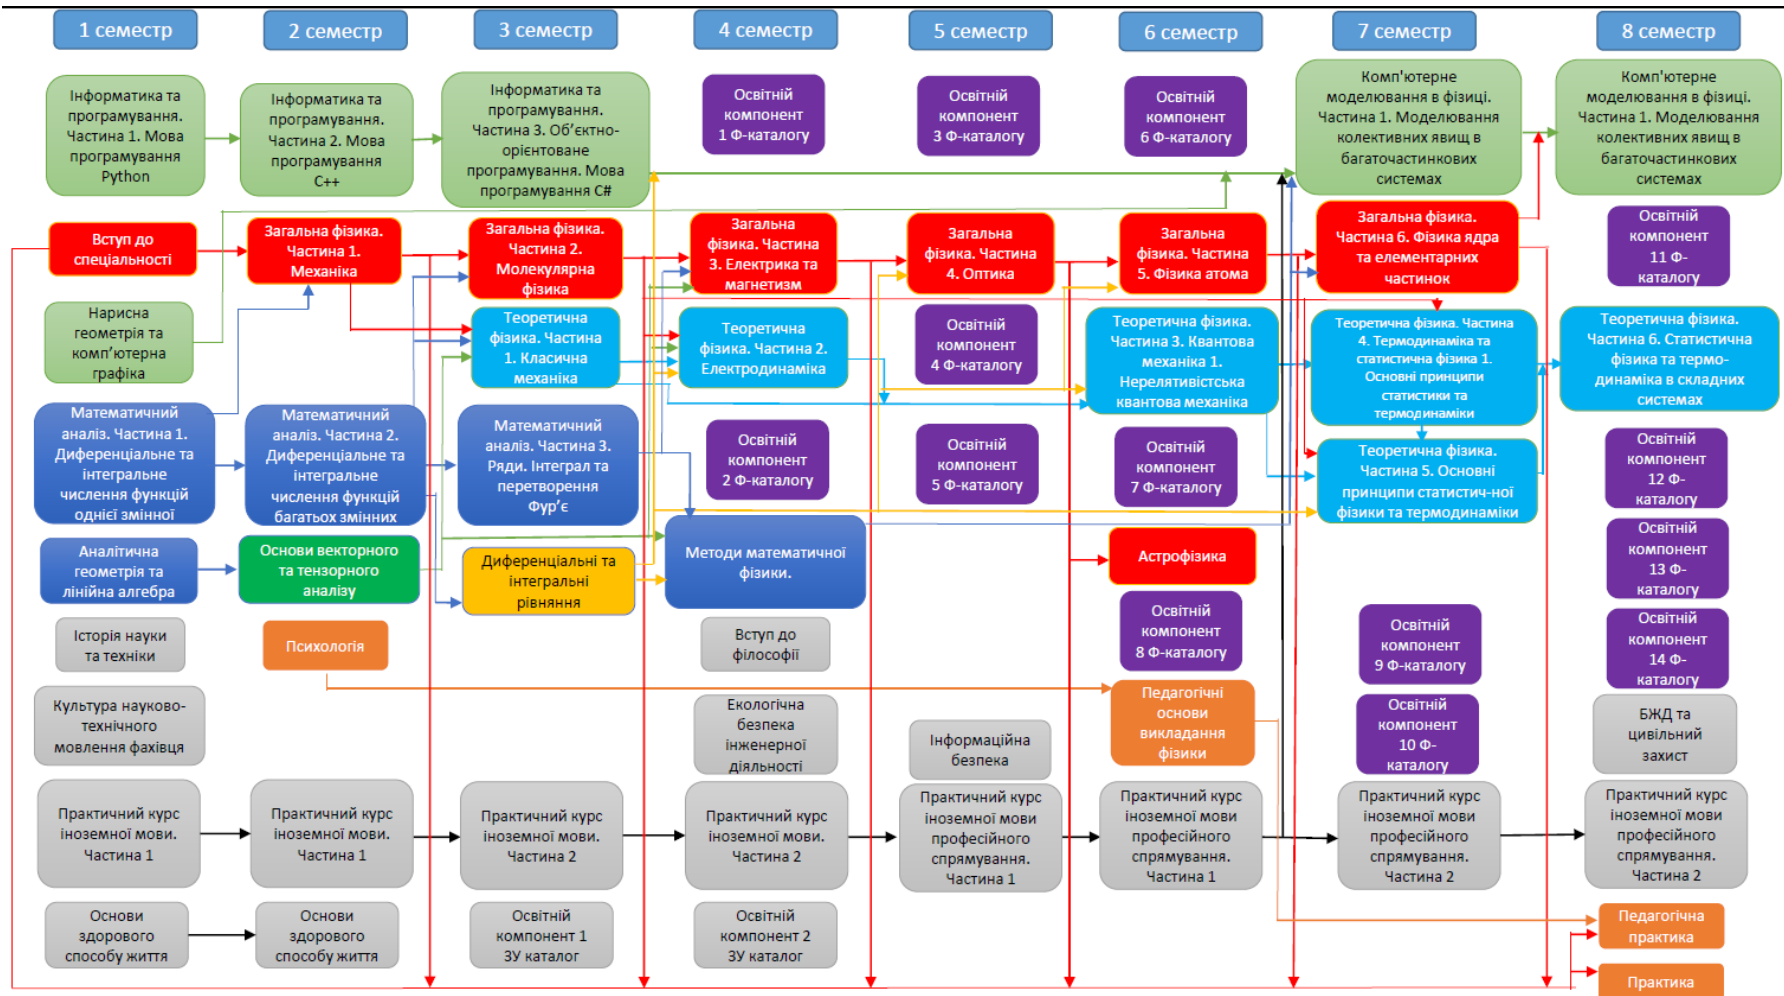 1 семестр
2 семестр
3 семестр
4 семестр
5 семестр
6 семестр
7 семестр
8 семестр
Інформатика та
програмування.
Частина 1. Мова
програмування
Python
Інформатика та
програмування.
Частина 2. Мова
програмування
C++
Інформатика та
програмування.
Частина 3. Об’єктно-
орієнтоване
програмування. Мова
програмування C#
Освітній
компонент
1 Ф-каталогу
Освітній
компонент
3 Ф-каталогу
Освітній
компонент
6 Ф-каталогу
Комп'ютерне
моделювання в фізиці.
Частина 1. Моделювання
колективних явищ в
багаточастинкових
системах
Комп'ютерне
моделювання в фізиці.
Частина 1. Моделювання
колективних явищ в
багаточастинкових
системах
Вступ до
спеціальності
Загальна фізика.
Частина 1.
Механіка
Загальна фізика.
Частина 2.
Молекулярна
фізика
Загальна
фізика. Частина
3. Електрика та
магнетизм
Загальна
фізика. Частина
4. Оптика
Загальна
фізика. Частина
5. Фізика атома
Загальна фізика.
Частина 6. Фізика ядра
та елементарних
частинок
Освітній
компонент
11 Ф-
каталогу
Нарисна
геометрія та
комп’ютерна
графіка
Теоретична
фізика. Частина
1. Класична
механіка
Теоретична
фізика. Частина 2.
Електродинаміка
Освітній
компонент
4 Ф-каталогу
Теоретична фізика.
Частина 3. Квантова
механіка 1.
Нерелятивістська
квантова механіка
Теоретична фізика. Частина
4. Термодинаміка та
статистична фізика 1.
Основні принципи
статистики та
термодинаміки
Теоретична фізика.
Частина 6. Статистична
фізика та термо-
динаміка в складних
системах
Математичний
аналіз. Частина 1.
Диференціальне та
інтегральне
числення функцій
однієї змінної
Математичний
аналіз. Частина 2.
Диференціальне та
інтегральне
числення функцій
багатьох змінних
Математичний
аналіз. Частина 3.
Ряди. Інтеграл та
перетворення
Фур’є
Освітній
компонент
2 Ф-каталогу
Освітній
компонент
5 Ф-каталогу
Освітній
компонент
7 Ф-каталогу
Теоретична фізика.
Частина 5. Основні
принципи статистич-ної
фізики та термодинаміки
Освітній
компонент
12 Ф-
каталогу
Аналітична
геометрія та
лінійна алгебра
Основи векторного
та тензорного
аналізу
Диференціальні та
інтегральні
рівняння
Методи математичної
фізики.
Астрофізика
Освітній
компонент
13 Ф-
каталогу
Історія науки
та техніки
Психологія
Вступ до
філософії
Освітній
компонент
8 Ф-каталогу
Освітній
компонент
9 Ф-каталогу
Освітній
компонент
14 Ф-
каталогу
Культура науково-
технічного
мовлення фахівця
Екологічна
безпека
інженерної
діяльності
Інформаційна
безпека
Педагогічні
основи
викладання
фізики
Освітній
компонент
10 Ф-
каталогу
БЖД та
цивільний
захист
Практичний курс
іноземної мови.
Частина 1
Практичний курс
іноземної мови.
Частина 1
Практичний курс
іноземної мови.
Частина 2
Практичний курс
іноземної мови.
Частина 2
Практичний курс
іноземної мови
професійного
спрямування.
Частина 1
Практичний курс
іноземної мови
професійного
спрямування.
Частина 1
Практичний курс
іноземної мови
професійного
спрямування.
Частина 2
Практичний курс
іноземної мови
професійного
спрямування.
Частина 2
Основи
здорового
способу життя
Основи
здорового
способу життя
Освітній
компонент 1
ЗУ каталог
Освітній
компонент 2
ЗУ каталог
Педагогічна
практика
Практика